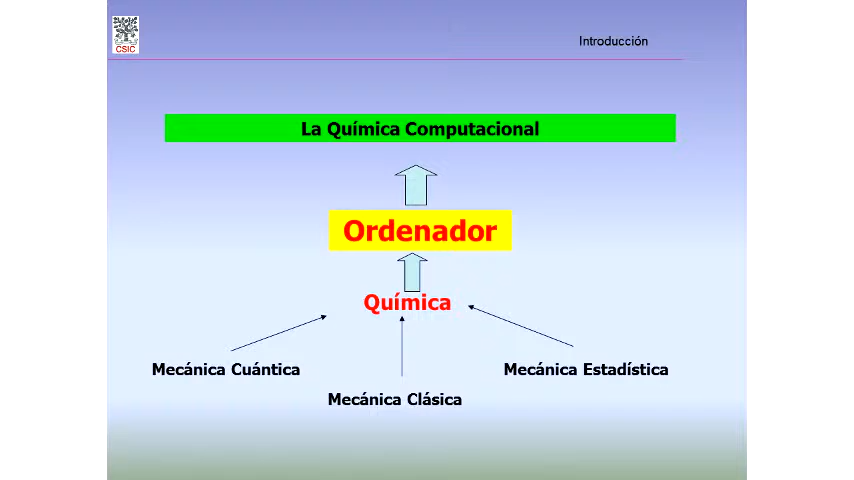 CSIC
Introducción
La Química Computacional
Ordenador
Química
Mecánica Cuántica
Mecánica Estadística
Mecánica Clásica